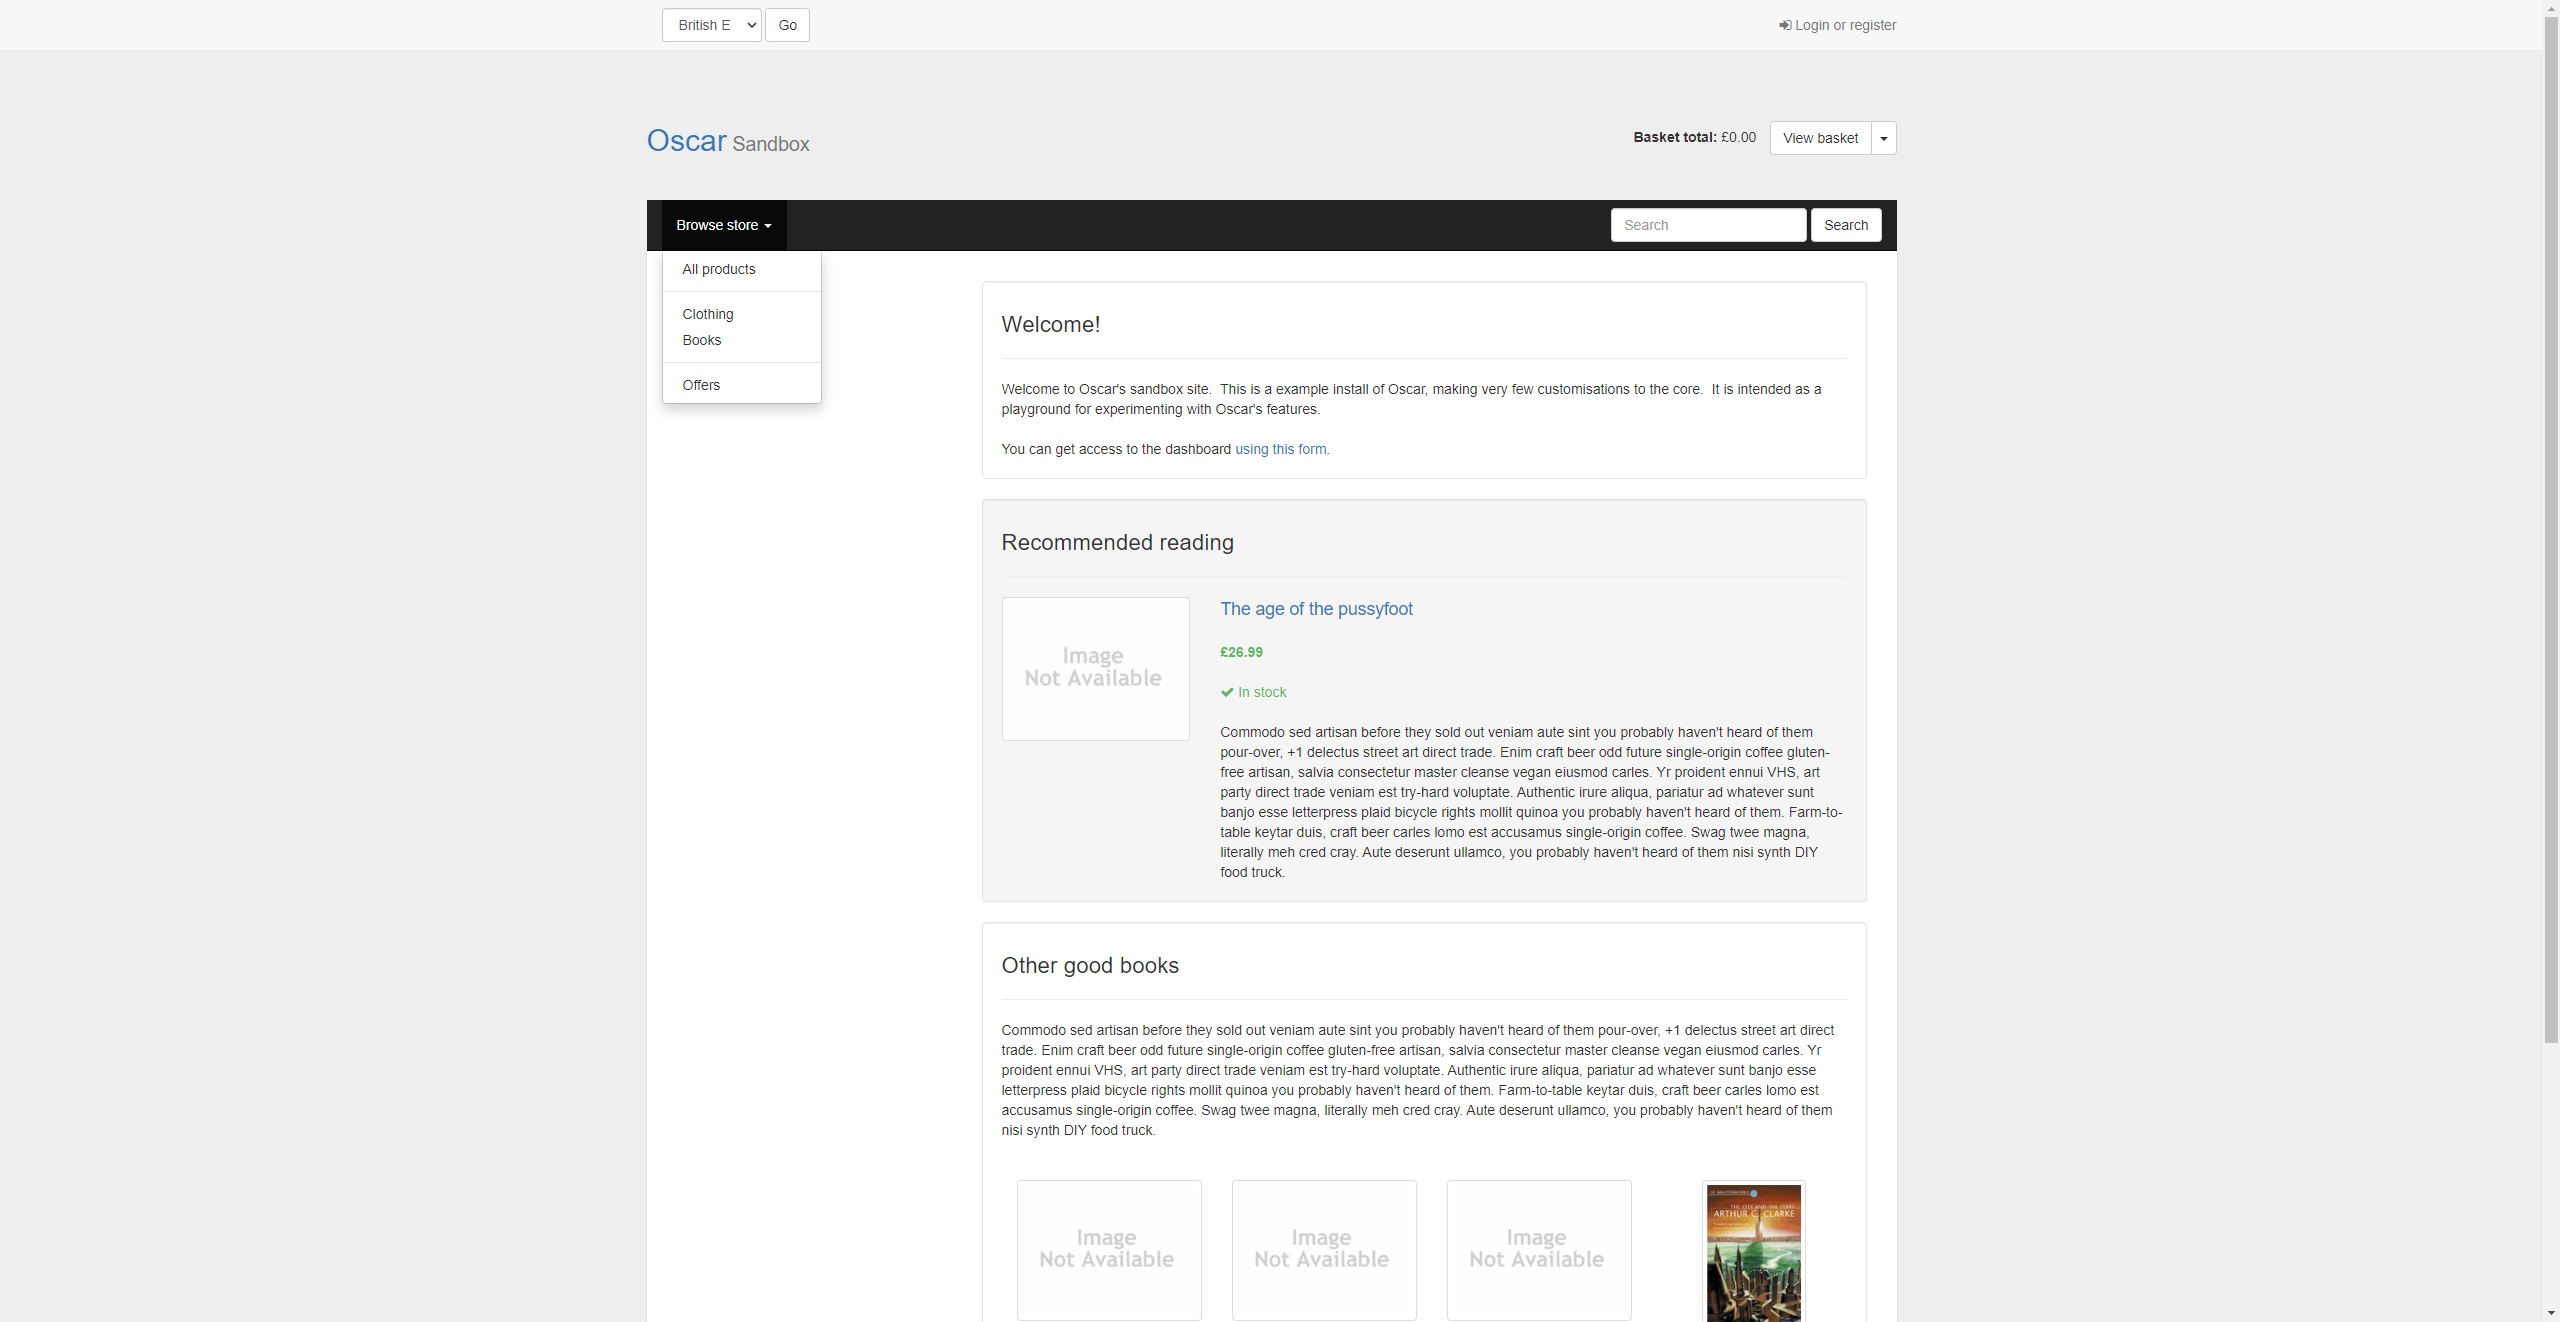 British E
Go
Login or register
Oscar Sandbox
Basket total: £0.00
View basket
Browse store
Search
Search
All products
Clothing
Books
Offers
Welcome!
Welcome to Oscar's sandbox site.  This is a example install of Oscar, making very few customisations to the core.  It is intended as a
playground for experimenting with Oscar's features.
You can get access to the dashboard using this form.
Recommended reading
Image
Not Available
The age of the pussyfoot
£26.99
In stock
Commodo sed artisan before they sold out veniam aute sint you probably haven't heard of them
pour-over, +1 delectus street art direct trade. Enim craft beer odd future single-origin coffee gluten-
free artisan, salvia consectetur master cleanse vegan eiusmod carles. Yr proident ennui VHS, art
party direct trade veniam est try-hard voluptate. Authentic irure aliqua, pariatur ad whatever sunt
banjo esse letterpress plaid bicycle rights mollit quinoa you probably haven't heard of them. Farm-to-
table keytar duis, craft beer carles lomo est accusamus single-origin coffee. Swag twee magna,
literally meh cred cray. Aute deserunt ullamco, you probably haven't heard of them nisi synth DIY
food truck.
Other good books
Commodo sed artisan before they sold out veniam aute sint you probably haven't heard of them pour-over, +1 delectus street art direct
trade. Enim craft beer odd future single-origin coffee gluten-free artisan, salvia consectetur master cleanse vegan eiusmod carles. Yr
proident ennui VHS, art party direct trade veniam est try-hard voluptate. Authentic irure aliqua, pariatur ad whatever sunt banjo esse
letterpress plaid bicycle rights mollit quinoa you probably haven't heard of them. Farm-to-table keytar duis, craft beer carles lomo est
accusamus single-origin coffee. Swag twee magna, literally meh cred cray. Aute deserunt ullamco, you probably haven't heard of them
nisi synth DIY food truck.
Image
Not Available
Image
Not Available
Image
Not Available
SF MASTERWORKS
THE CITY AND THE STARS
ARTHUR C. CLARKE